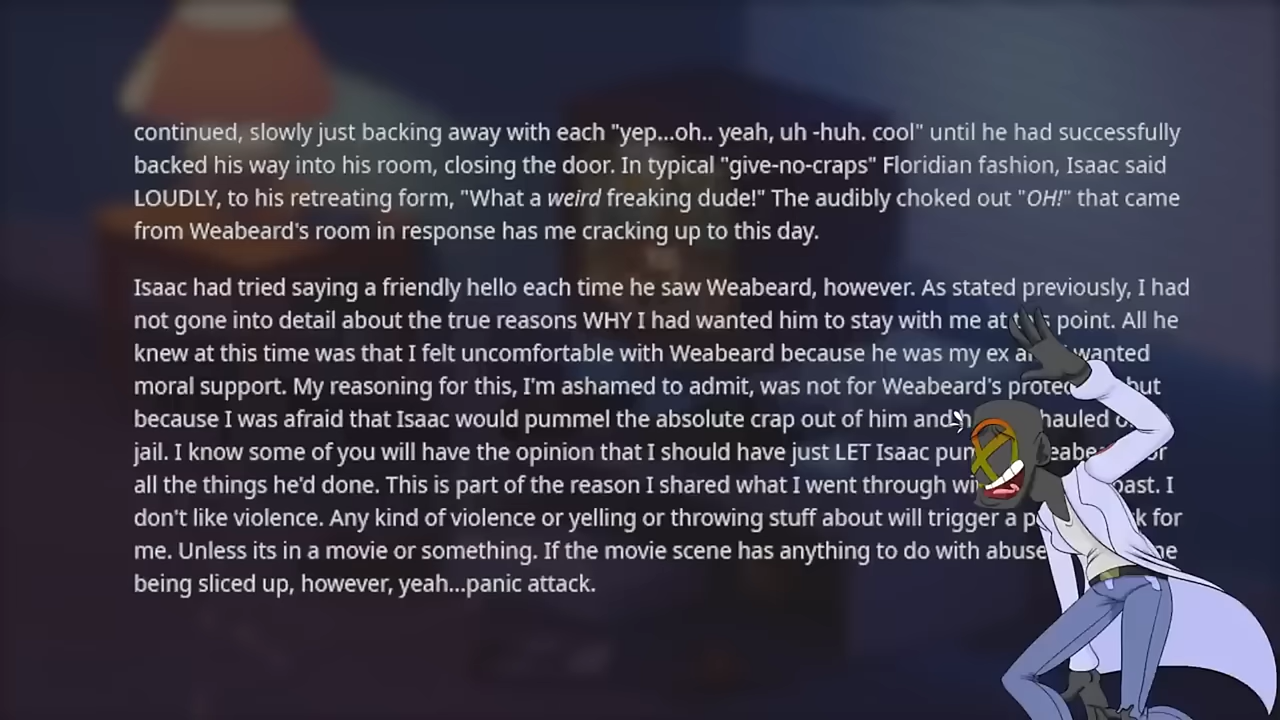 continued, slowly just backing away with each "yep...oh.. yeah, uh -huh. cool" until he had successfully
backed his way into his room, closing the door. In typical "give-no-craps" Floridian fashion, Isaac said
LOUDLY, to his retreating form, "What a weird freaking dude!" The audibly choked out "OH!" that came
from Weabeard's room in response has me cracking up to this day.
Isaac had tried saying a friendly hello each time he saw Weabeard, however. As stated previously, I had
not gone into detail about the true reasons WHY I had wanted him to stay with me at point. All he
knew at this time was that I felt uncomfortable with Weabeard because he was my ex wanted
moral support. My reasoning for this, I'm ashamed to admit, was not for Weabeard's but
because I was afraid that Isaac would pummel the absolute crap out of him and hauled
jail. I know some of you will have the opinion that I should have just LET Isaac
all the things he'd done. This is part of the reason I shared what I went through past. I
don't like violence. Any kind of violence or yelling or throwing stuff about will trigger a for
me. Unless its in a movie or something. If the movie scene has anything to do with abuse
being sliced up, however, yeah...panic attack.